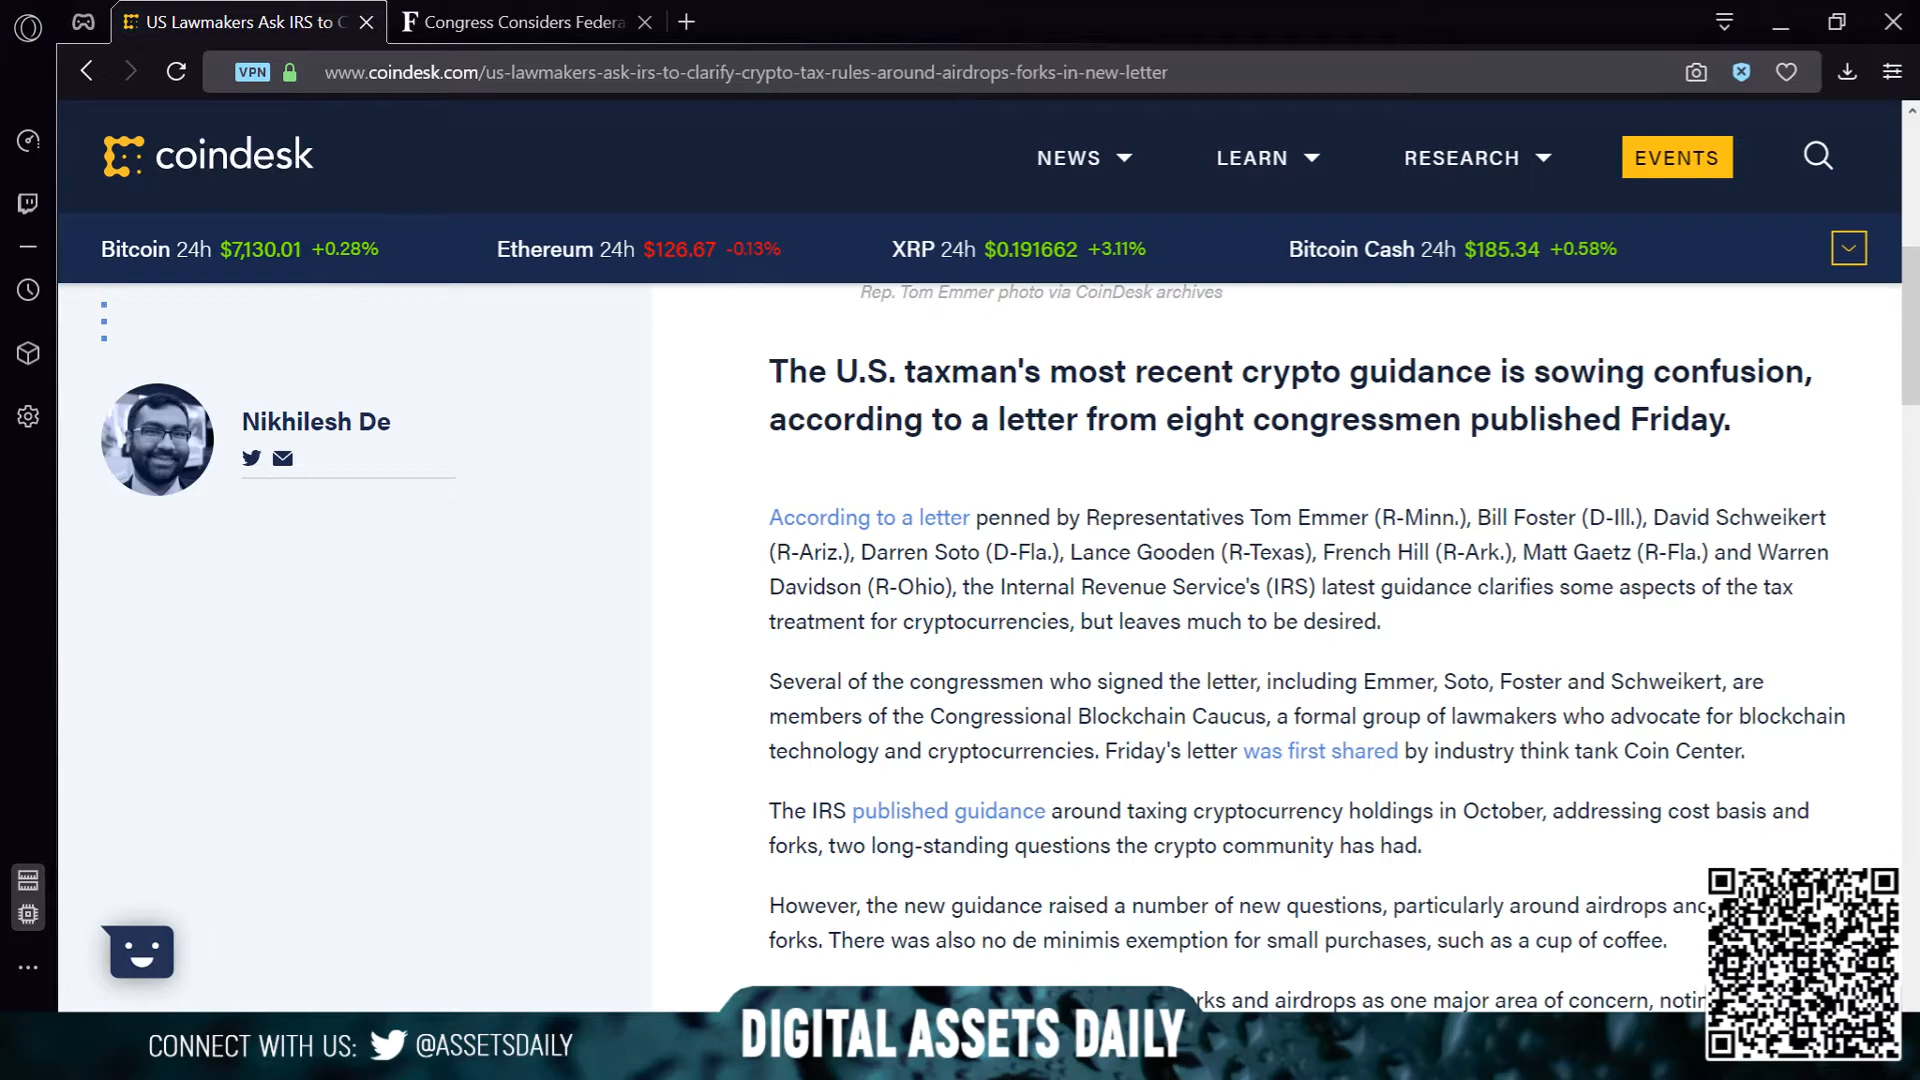 US Lawmakers Ask IRS to C
Congress Considers Federa
VPN
www.coindesk.com/us-lawmakers-ask-irs-to-clarify-crypto-tax-rules-around-airdrops-forks-in-new-letter
coindesk
NEWS
LEARN
RESEARCH
EVENTS
Bitcoin 24h $7,130.01 +0.28%
Ethereum 24h $126.67 -0.13%
XRP 24h $0.191662 +3.11%
Bitcoin Cash 24h $185.34 +0.58%
Rep. Tom Emmer photo via CoinDesk archives
Nikhilesh De
The U.S. taxman's most recent crypto guidance is sowing confusion,
according to a letter from eight congressmen published Friday.
According to a letter penned by Representatives Tom Emmer (R-Minn.), Bill Foster (D-Ill.), David Schweikert
(R-Ariz.), Darren Soto (D-Fla.), Lance Gooden (R-Texas), French Hill (R-Ark.), Matt Gaetz (R-Fla.) and Warren
Davidson (R-Ohio), the Internal Revenue Service's (IRS) latest guidance clarifies some aspects of the tax
treatment for cryptocurrencies, but leaves much to be desired.
Several of the congressmen who signed the letter, including Emmer, Soto, Foster and Schweikert, are
members of the Congressional Blockchain Caucus, a formal group of lawmakers who advocate for blockchain
technology and cryptocurrencies. Friday's letter was first shared by industry think tank Coin Center.
The IRS published guidance around taxing cryptocurrency holdings in October, addressing cost basis and
forks, two long-standing questions the crypto community has had.
However, the new guidance raised a number of new questions, particularly around airdrops and
forks. There was also no de minimis exemption for small purchases, such as a cup of coffee.
rks and airdrops as one major area of concern, notin
CONNECT WITH US: @ASSETSDAILY
DIGITAL ASSETS DAILY